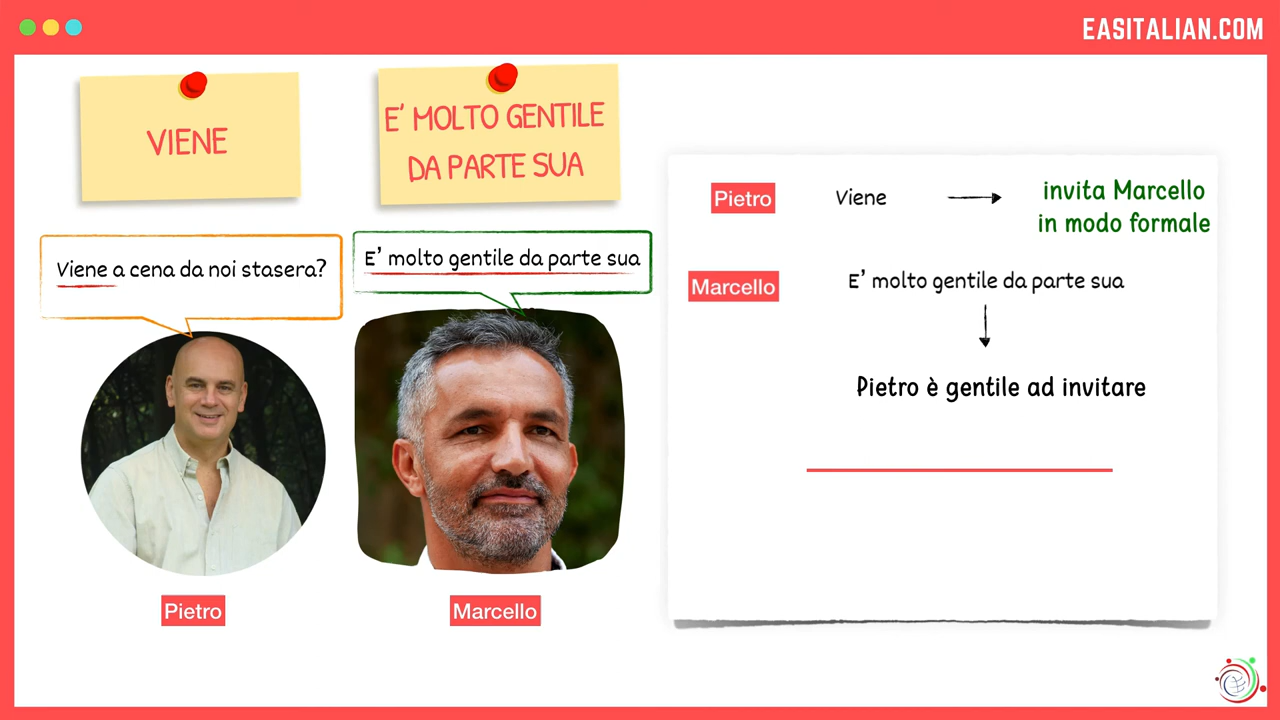 EASITALIAN.COM
VIENE
E' MOLTO GENTILE
DA PARTE SUA
Viene a cena da noi stasera?
E' molto gentile da parte sua
Pietro
Marcello
Pietro
Viene
invita Marcello
in modo formale
Marcello
E' molto gentile da parte sua
Pietro è gentile ad invitare